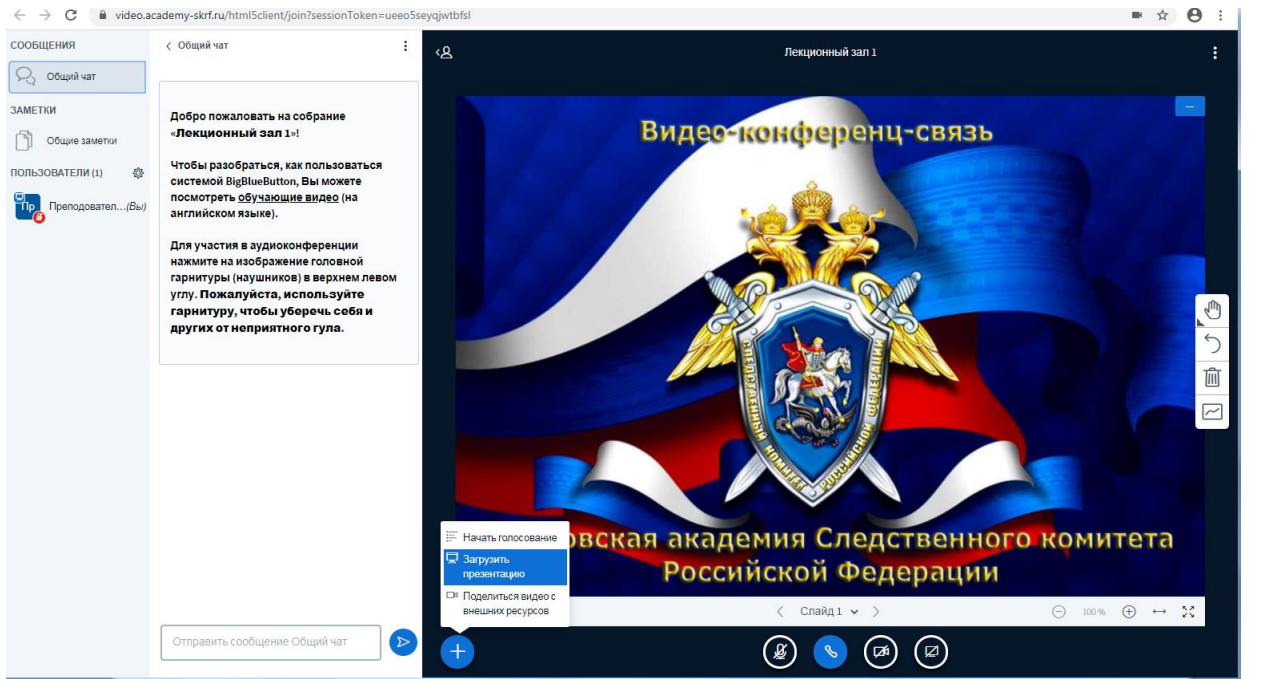 video.academy-skrf.ru/html5client/join?sessionToken=ueeo5seyqjwtbfsl
СООБЩЕНИЯ
Общий чат
ЗАМЕТКИ
Общие заметки
ПОЛЬЗОВАТЕЛИ (1)
Пр
Преподовател...(Вы)
Общий чат
Добро пожаловать на собрание
«Лекционный зал 1»!
Чтобы разобраться, как пользоваться
системой BigBlueButton, Вы можете
посмотреть обучающие видео (на
английском языке).
Для участия в аудиоконференции
нажмите на изображение головной
гарнитуры (наушников) в верхнем левом
углу. Пожалуйста, используйте
гарнитуру, чтобы уберечь себя и
других от неприятного гула.
Отправить сообщение Общий чат
Лекционный зал 1
Видео-конференц-связь
СЛЕДСТВЕННЫЙ КОМИТЕТ РОССИЙСКОЙ ФЕДЕРАЦИИ
вская академия Следственного комитета
Российской Федерации
Начать голосование
Загрузить
презентацию
Поделиться видео с
внешних ресурсов
Слайд 1
100 %